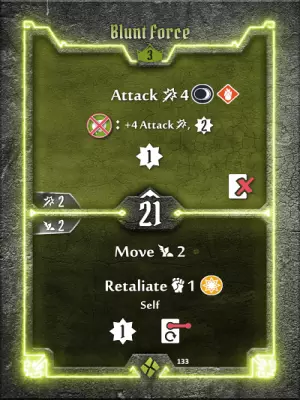 Blunt Force
3
Attack 4
: +4 Attack , 2
1
2
21
2
Move 2
Retaliate 1
Self
1
133